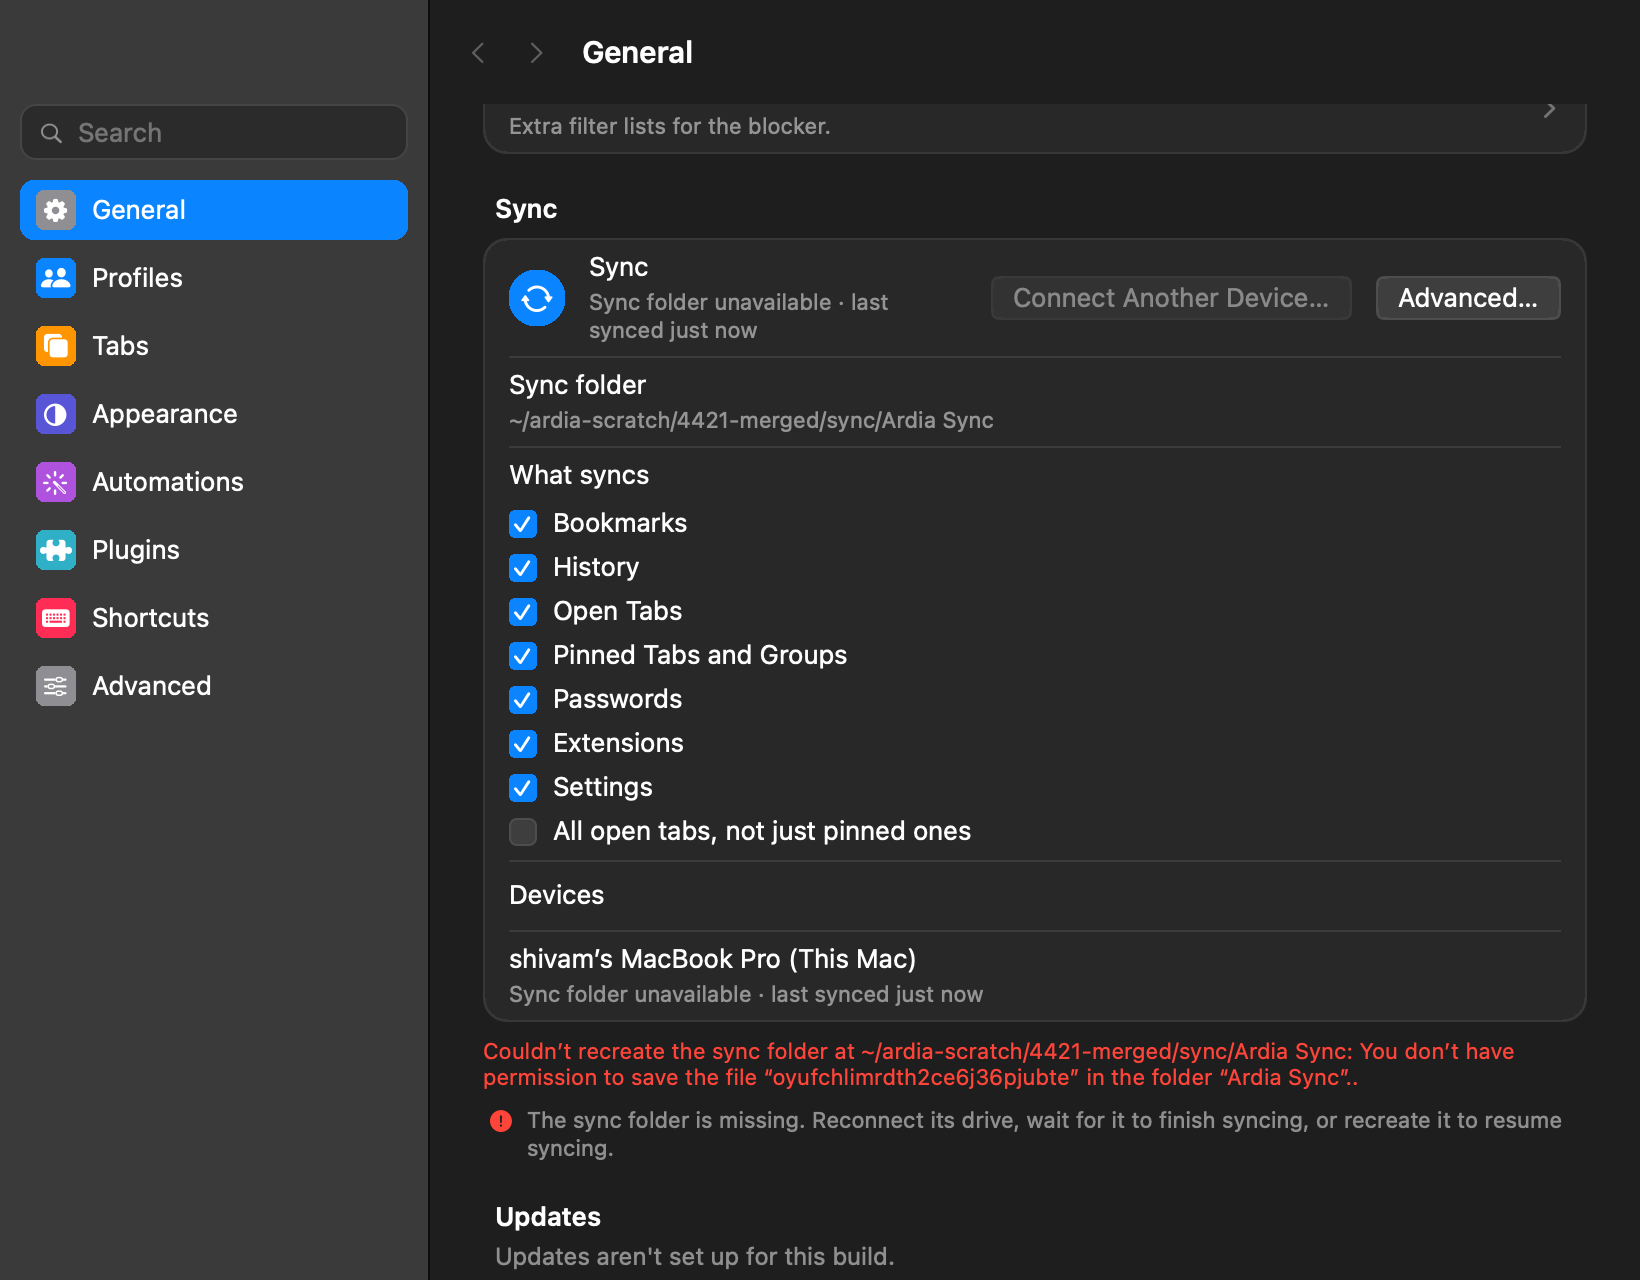 General
Search
Extra filter lists for the blocker.
General
Profiles
Tabs
Appearance
Automations
Plugins
Shortcuts
Advanced
Sync
Sync
Sync folder unavailable · last
synced just now
Connect Another Device...
Advanced...
Sync folder
~/ardia-scratch/4421-merged/sync/Ardia Sync
What syncs
Bookmarks
History
Open Tabs
Pinned Tabs and Groups
Passwords
Extensions
Settings
All open tabs, not just pinned ones
Devices
shivam’s MacBook Pro (This Mac)
Sync folder unavailable · last synced just now
Couldn’t recreate the sync folder at ~/ardia-scratch/4421-merged/sync/Ardia Sync: You don’t have
permission to save the file “oyufchlimrdth2ce6j36pjubte” in the folder “Ardia Sync”..
The sync folder is missing. Reconnect its drive, wait for it to finish syncing, or recreate it to resume
syncing.
Updates
Updates aren't set up for this build.